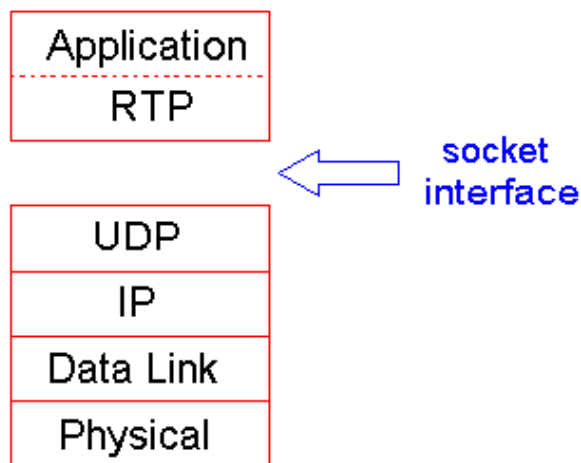 Application
RTP
socket
interface
UDP
IP
Data Link
Physical